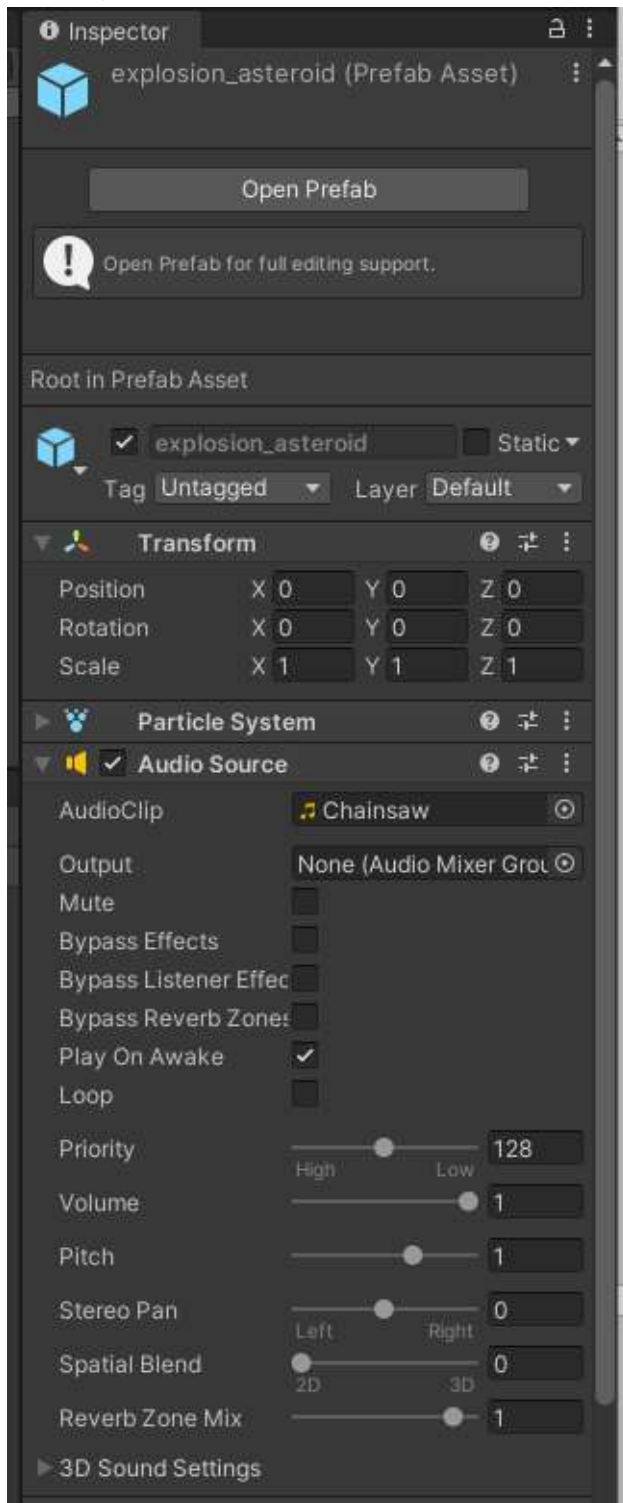 Inspector
explosion_asteroid (Prefab Asset)
Open Prefab
Open Prefab for full editing support.
Root in Prefab Asset
explosion_asteroid Static
Tag Untagged Layer Default
Transform
Position X 0 Y 0 Z 0
Rotation X 0 Y 0 Z 0
Scale X 1 Y 1 Z 1
Particle System
Audio Source
AudioClip Chainsaw
Output None (Audio Mixer Grou
Mute
Bypass Effects
Bypass Listener Effec
Bypass Reverb Zones
Play On Awake
Loop
Priority 128
High Low
Volume 1
Pitch 1
Stereo Pan 0
Left Right
Spatial Blend 0
2D 3D
Reverb Zone Mix 1
3D Sound Settings